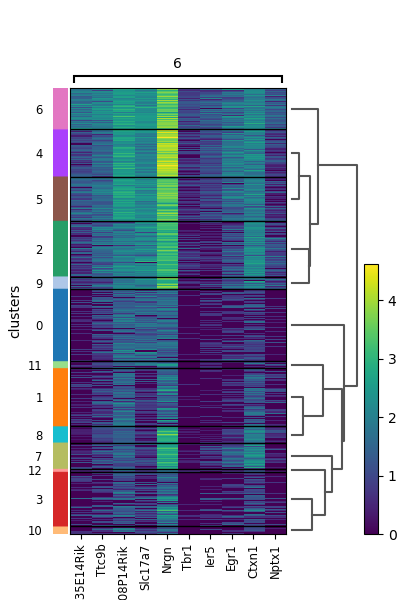 6
6
4
5
2
9
0
11
1
8
7
12
3
10
clusters
4
3
2
1
0
35E14Rik
Ttc9b
08P14Rik
Slc17a7
Nrgn
Tbr1
Ier5
Egr1
Ctxn1
Nptx1